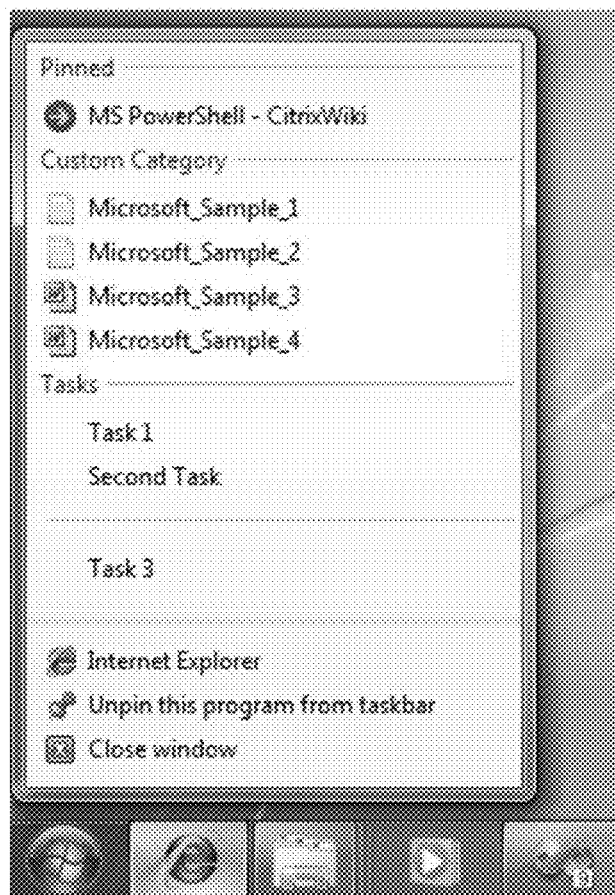 Pinned
MS PowerShell - CitrixWiki
Custom Category
Microsoft_Sample_1
Microsoft_Sample_2
Microsoft_Sample_3
Microsoft_Sample_4
Tasks
Task 1
Second Task
Task 3
Internet Explorer
Unpin this program from taskbar
Close window